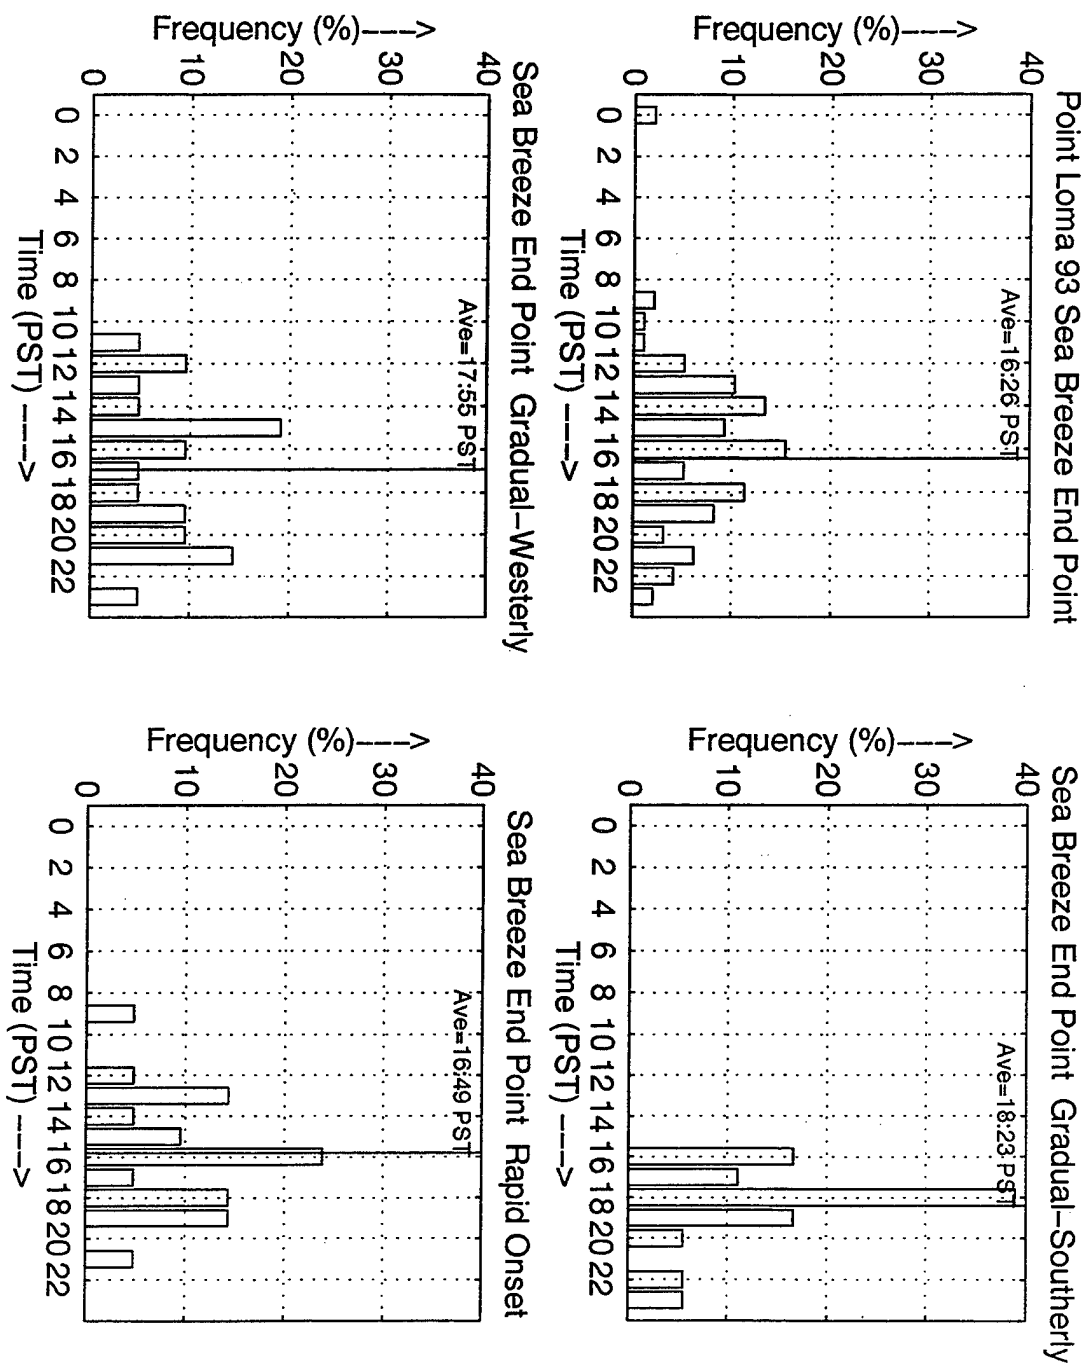 Point Loma 93 Sea Breeze End Point
Frequency (%)---->
40
30
20
10
0
Ave=16:26 PST
0 2 4 6 8 10 12 14 16 18 20 22
Time (PST) ---->
Sea Breeze End Point Gradual-Southerly
Frequency (%)---->
40
30
20
10
0
Ave=18:23 PST
0 2 4 6 8 10 12 14 16 18 20 22
Time (PST) ---->
Sea Breeze End Point Gradual-Westerly
Frequency (%)---->
40
30
20
10
0
Ave=17:55 PST
0 2 4 6 8 10 12 14 16 18 20 22
Time (PST) ---->
Sea Breeze End Point Rapid Onset
Frequency (%)---->
40
30
20
10
0
Ave=16:49 PST
0 2 4 6 8 10 12 14 16 18 20 22
Time (PST) ---->